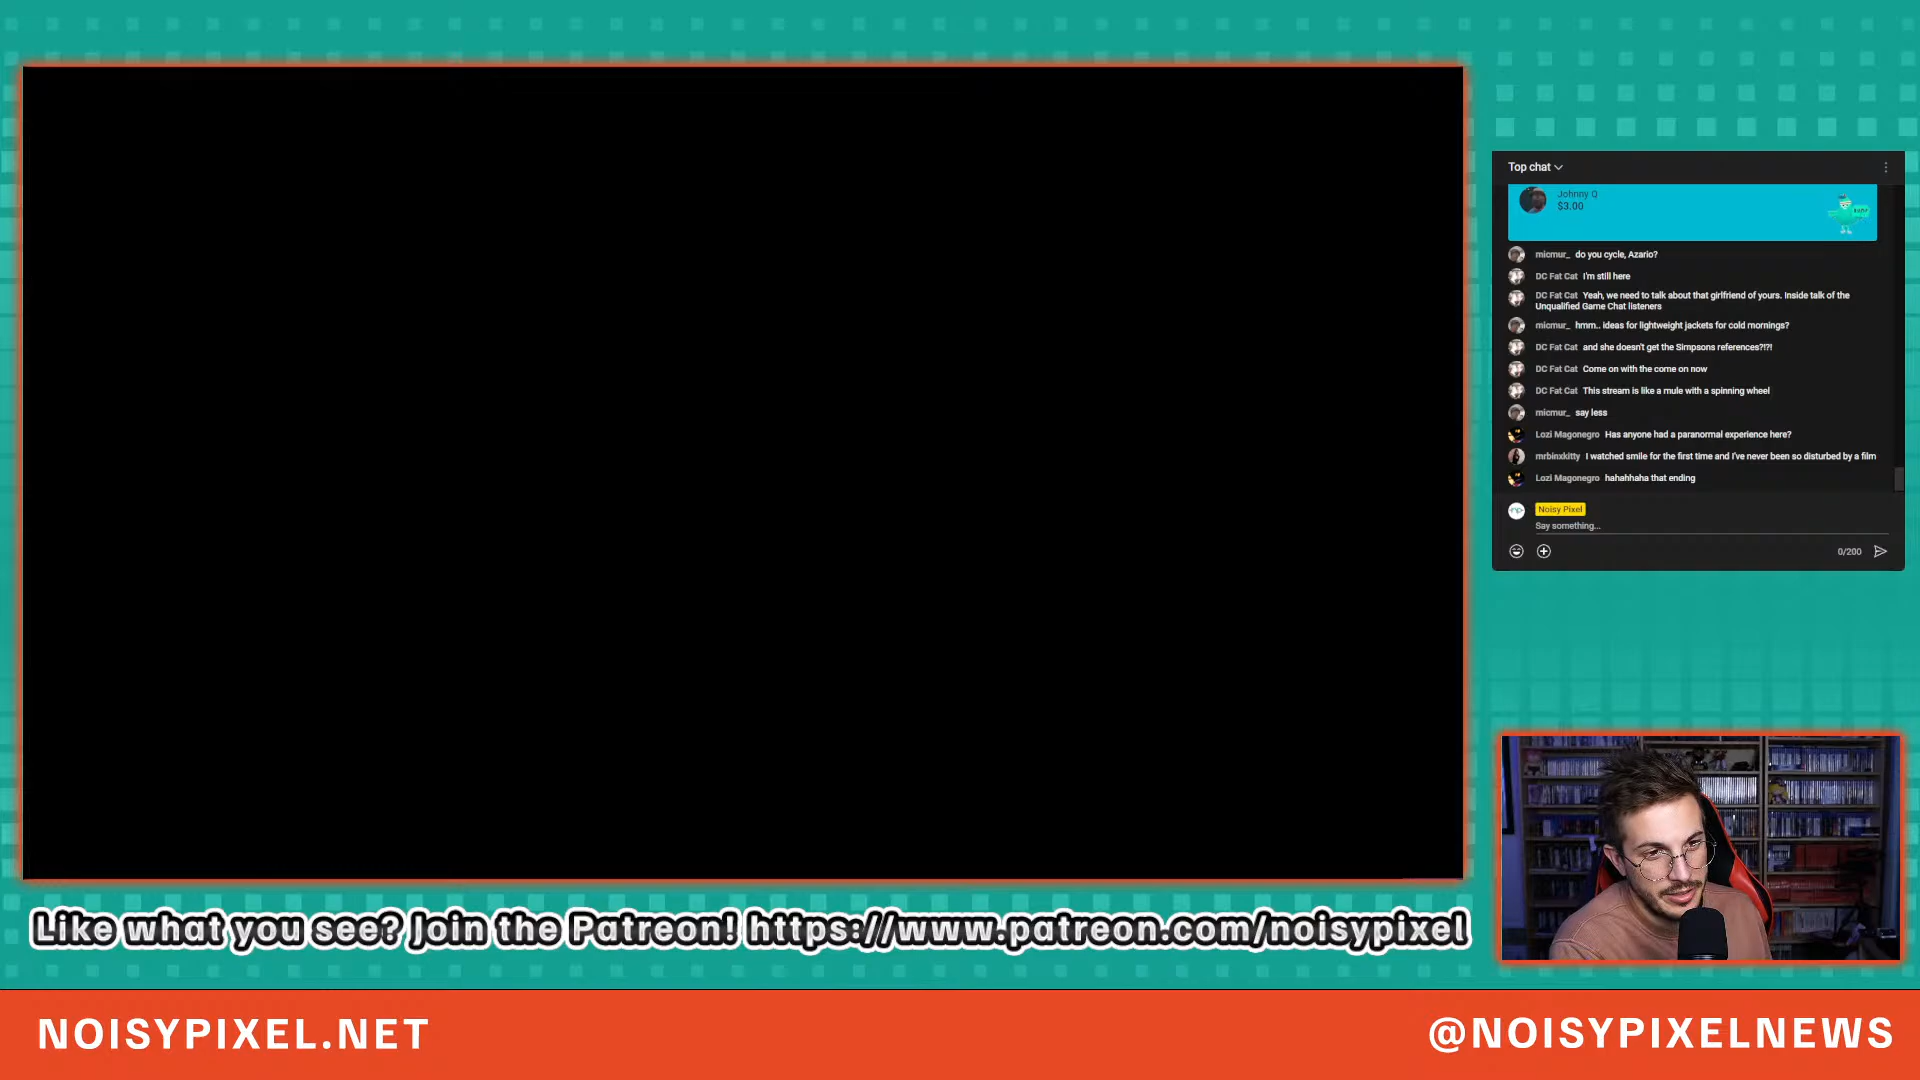 Top chat
Johnny Q
$3.00
micmur_ do you cycle, Azario?
DC Fat Cat I'm still here
DC Fat Cat Yeah, we need to talk about that girlfriend of yours. Inside talk of the
Unqualified Game Chat listeners
micmur_ hmm.. ideas for lightweight jackets for cold mornings?
DC Fat Cat and she doesn't get the Simpsons references?!?!
DC Fat Cat Come on with the come on now
DC Fat Cat This stream is like a mule with a spinning wheel
micmur_ say less
Lozi Magonegro Has anyone had a paranormal experience here?
mrbinxkitty I watched smile for the first time and I've never been so disturbed by a film
Lozi Magonegro hahahhaha that ending
Noisy Pixel
Say something...
0/200
Like what you see? Join the Patreon! https://www.patreon.com/noisypixel
NOISYPIXEL.NET
@NOISYPIXELNEWS